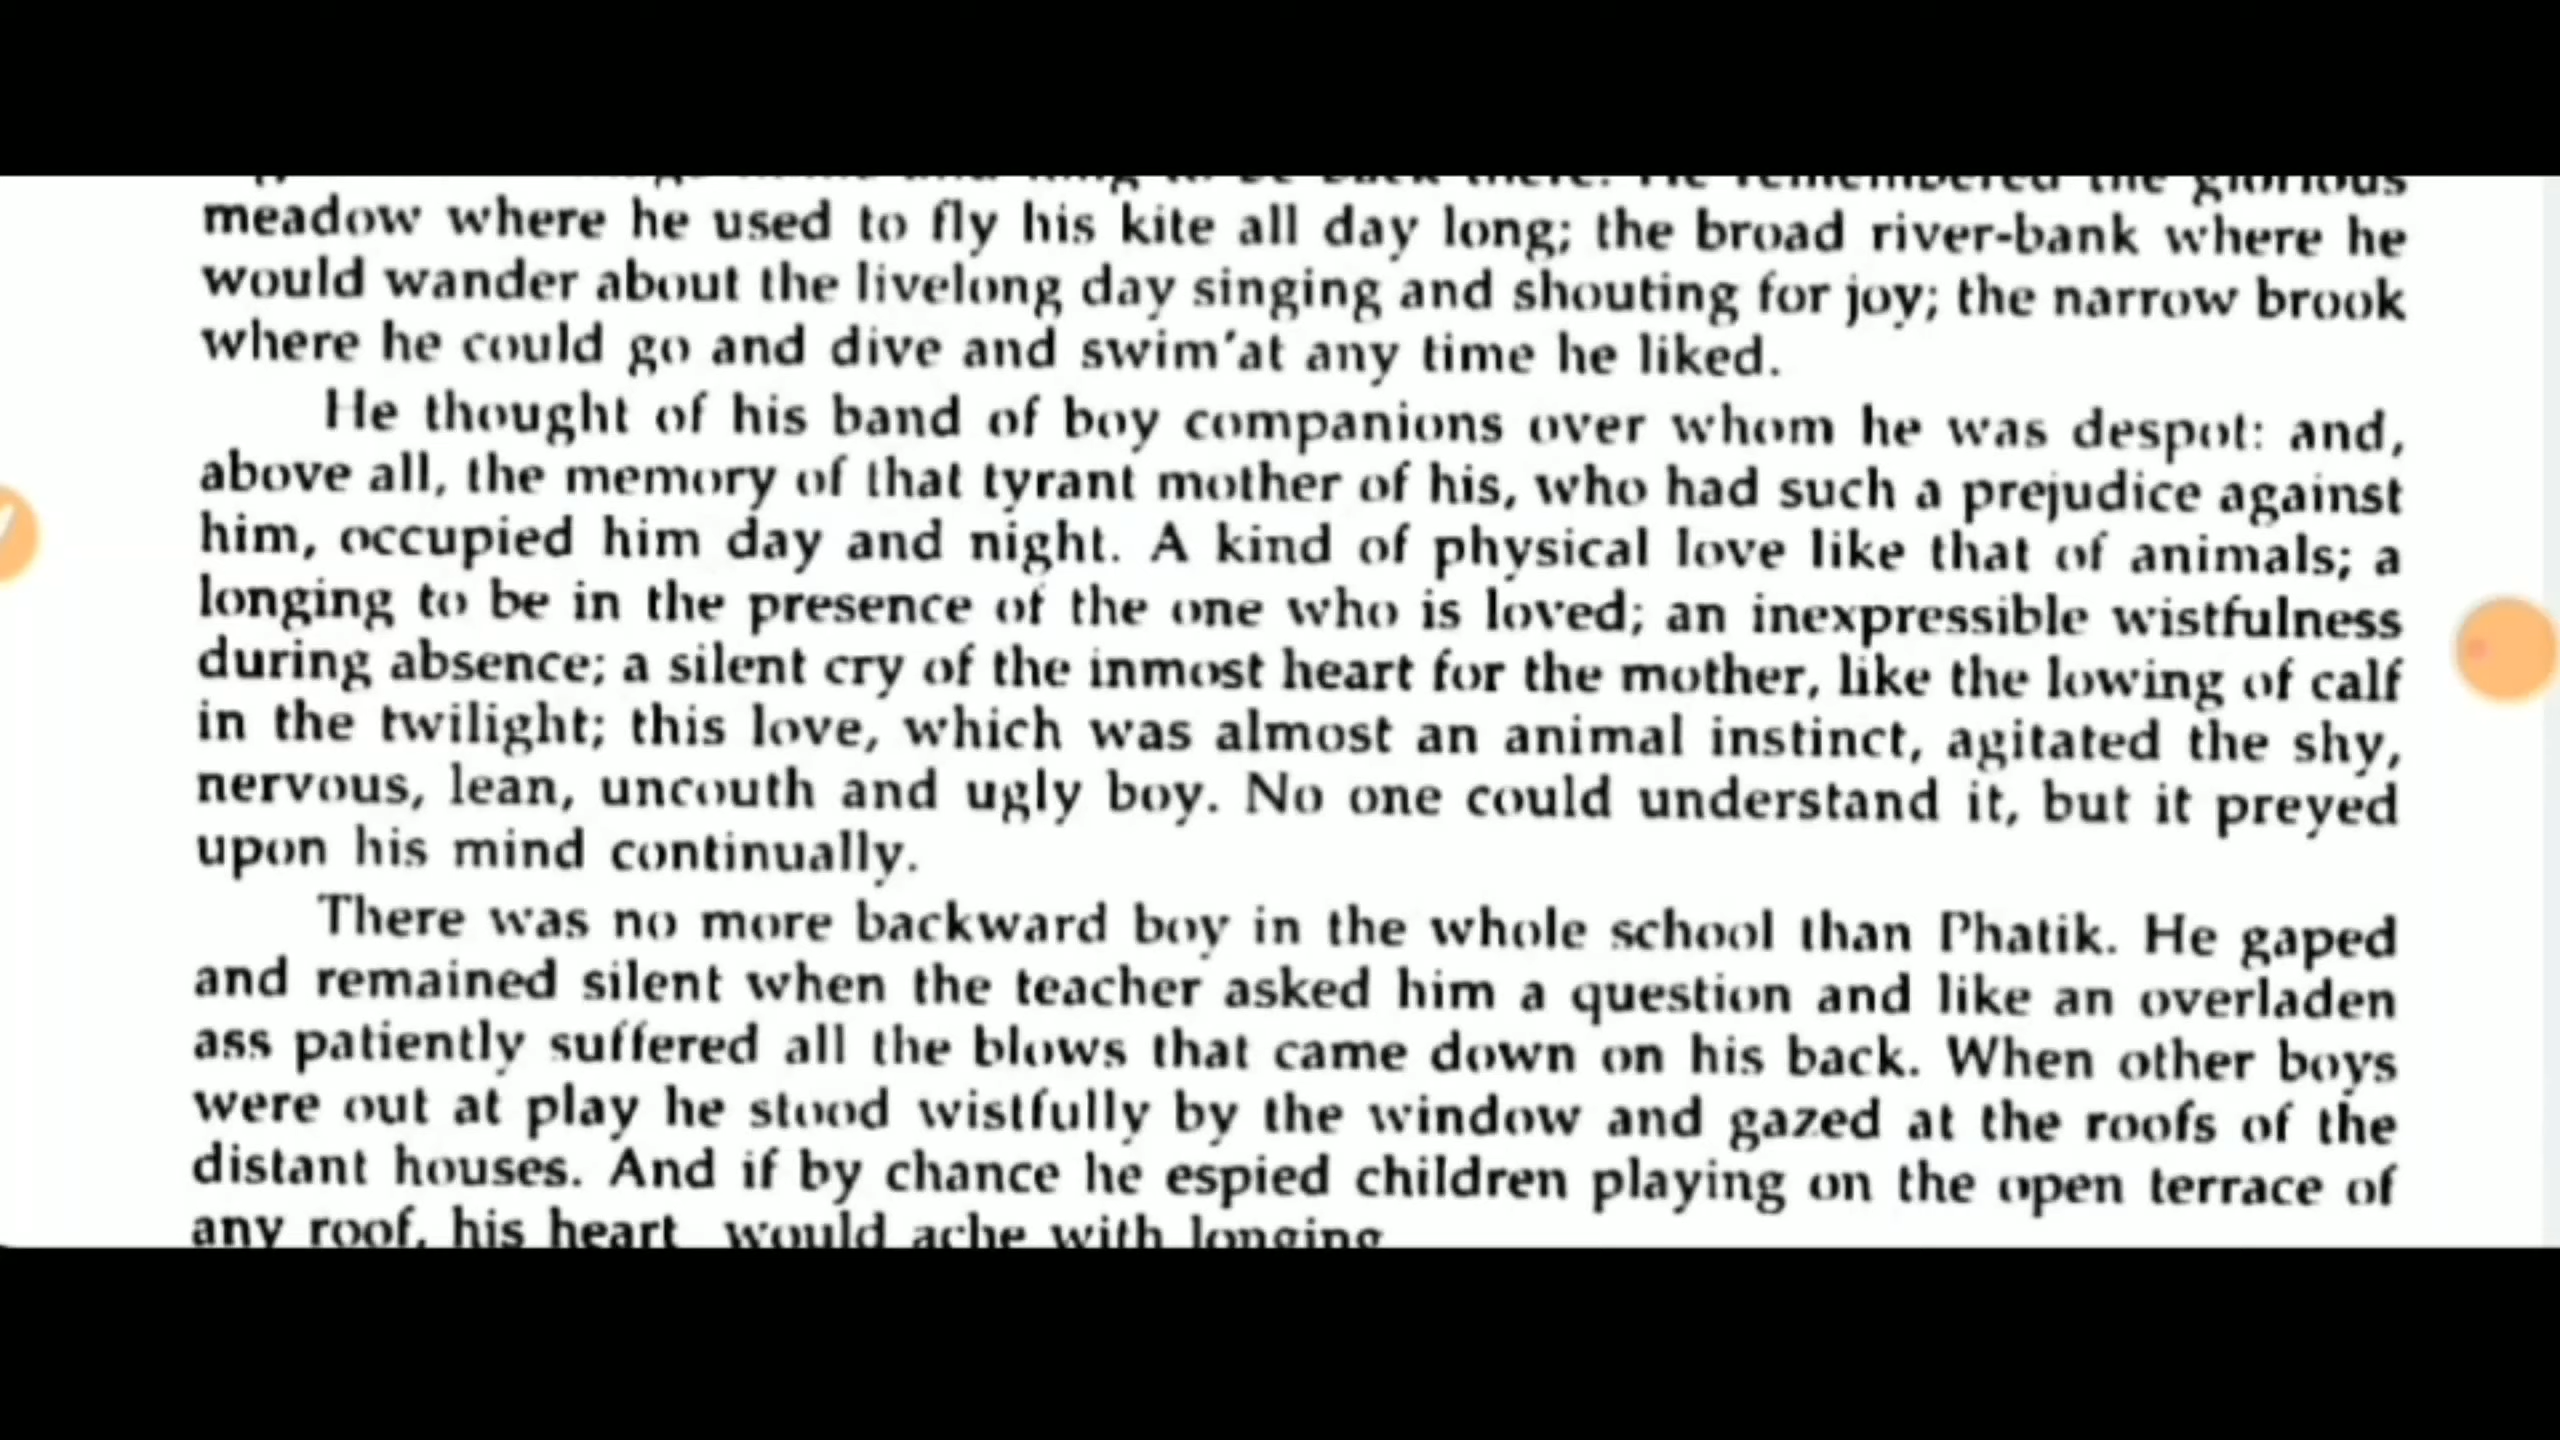 to be back there. He remembered the glorious
meadow where he used to fly his kite all day long; the broad river-bank where he
would wander about the livelong day singing and shouting for joy; the narrow brook
where he could go and dive and swim'at any time he liked.
He thought of his band of boy companions over whom he was despot: and,
above all, the memory of that tyrant mother of his, who had such a prejudice against
him, occupied him day and night. A kind of physical love like that of animals; a
longing to be in the presence of the one who is loved; an inexpressible wistfulness
during absence; a silent cry of the inmost heart for the mother, like the lowing of calf
in the twilight; this love, which was almost an animal instinct, agitated the shy,
nervous, lean, uncouth and ugly boy. No one could understand it, but it preyed
upon his mind continually.
There was no more backward boy in the whole school than Phatik. He gaped
and remained silent when the teacher asked him a question and like an overladen
ass patiently suffered all the blows that came down on his back. When other boys
were out at play he stood wistfully by the window and gazed at the roofs of the
distant houses. And if by chance he espied children playing on the open terrace of
any roof, his heart would ache with longing